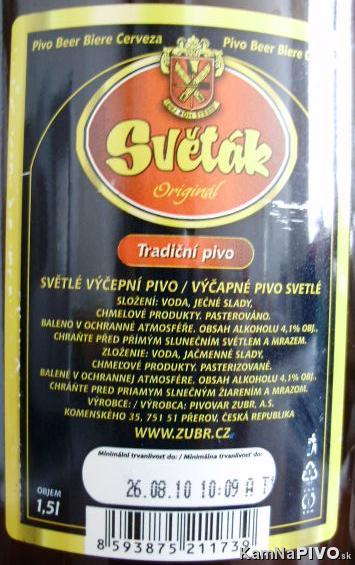 Pivo Beer Biere Cerveza Pivo Beer Biere Cerveza
Světák
Originál
Tradiční pivo
SVĚTLÉ VÝČEPNÍ PIVO / VÝČAPNÉ PIVO SVETLÉ
SLOŽENÍ: VODA, JEČNÉ SLADY,
CHMELOVÉ PRODUKTY. PASTEROVÁNO.
BALENO V OCHRANNÉ ATMOSFÉŘE. OBSAH ALKOHOLU 4,1% OBJ.
CHRAŇTE PŘED PŘÍMÝM SLUNEČNÍM SVĚTLEM A MRAZEM.
ZLOŽENIE: VODA, JAČMENNÉ SLADY,
CHMEĽOVÉ PRODUKTY. PASTERIZOVANÉ.
BALENÉ V OCHRANNEJ ATMOSFÉRE. OBSAH ALKOHOLU 4,1% OBJ.
CHRÁŇTE PRED PRIAMYM SLNEČNÝM ŽIARENÍM A MRAZOM.
VÝROBCE: / VÝROBCA: PIVOVAR ZUBR, A.S.
KOMENSKÉHO 35, 751 51 PŘEROV, ČESKÁ REPUBLIKA
WWW.ZUBR.CZ
Minimální trvanlivost do: / Minimálna trvanlivosť do:
26.08.10 10:09 A
OBJEM
1,5l
8 593875 211739
KamNaPIVO.sk